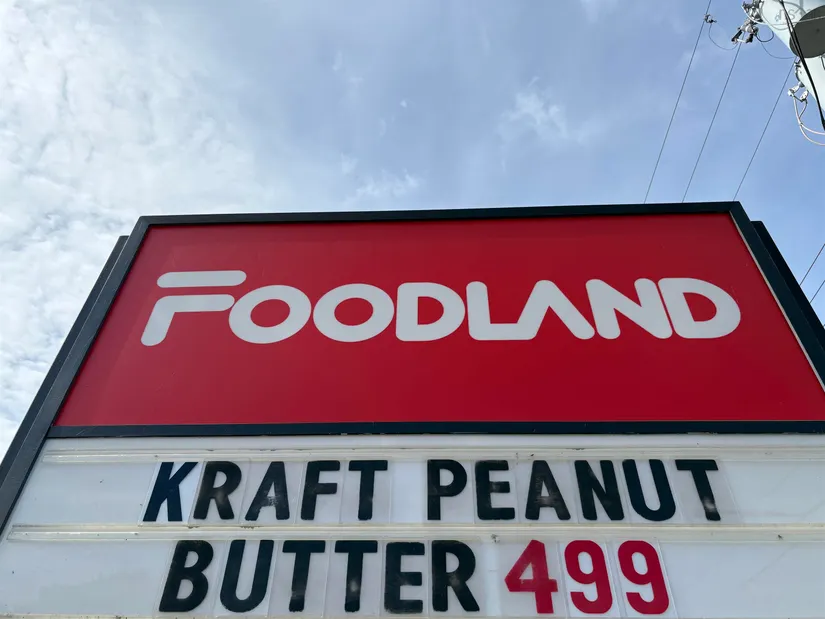 FOODLAND
KRAFT PEANUT
BUTTER 499